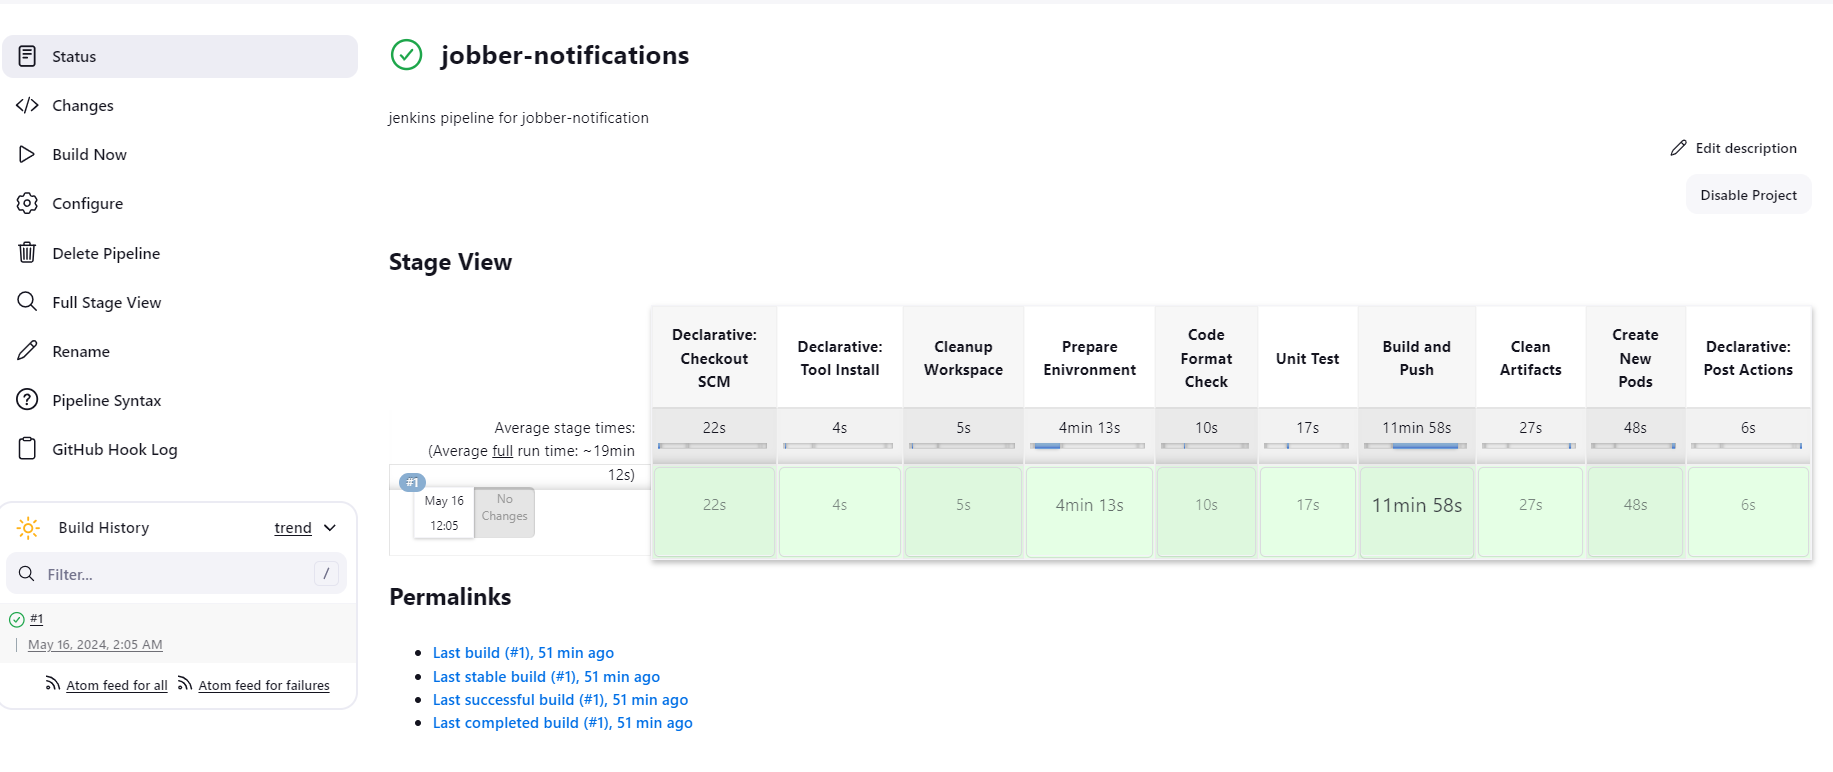 Status
Changes
Build Now
Configure
Delete Pipeline
Full Stage View
Rename
Pipeline Syntax
GitHub Hook Log
Build History
trend
Filter...
/
#1
May 16, 2024, 2:05 AM
Atom feed for all
Atom feed for failures
jobber-notifications
jenkins pipeline for jobber-notification
Edit description
Disable Project
Stage View
Declarative:
Checkout
SCM
Declarative:
Tool Install
Cleanup
Workspace
Prepare
Enivronment
Code
Format
Check
Unit Test
Build and
Push
Clean
Artifacts
Create
New
Pods
Declarative:
Post Actions
Average stage times:
(Average full run time: ~19min
12s)
22s
4s
5s
4min 13s
10s
17s
11min 58s
27s
48s
6s
#1
May 16
12:05
No
Changes
22s
4s
5s
4min 13s
10s
17s
11min 58s
27s
48s
6s
Permalinks
Last build (#1), 51 min ago
Last stable build (#1), 51 min ago
Last successful build (#1), 51 min ago
Last completed build (#1), 51 min ago